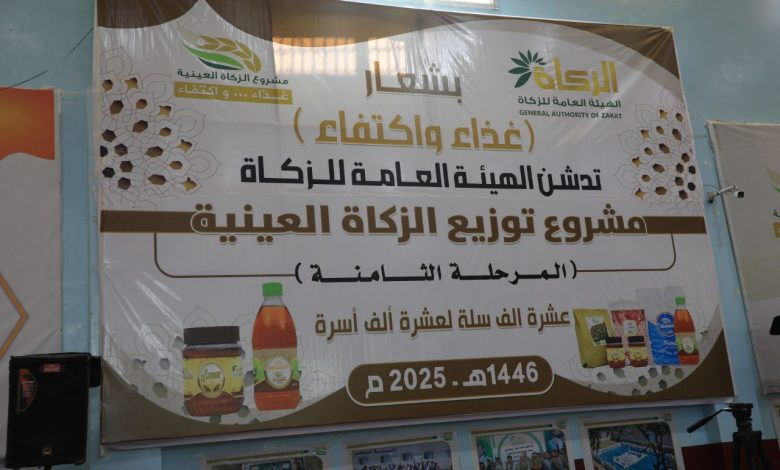 الزكاة
الهيئة العامة للزكاة
GENERAL AUTHORITY OF ZAKAT
مشروع الزكاة العينية
غذاء ... و اكتفاء
بشعار
( غذاء واكتفاء )
تدشن الهيئة العامة للزكاة
مشروع توزيع الزكاة العينية
( المرحلة الثامنة )
عشرة الف سلة لعشرة ألف أسرة
1446هـ - 2025 م